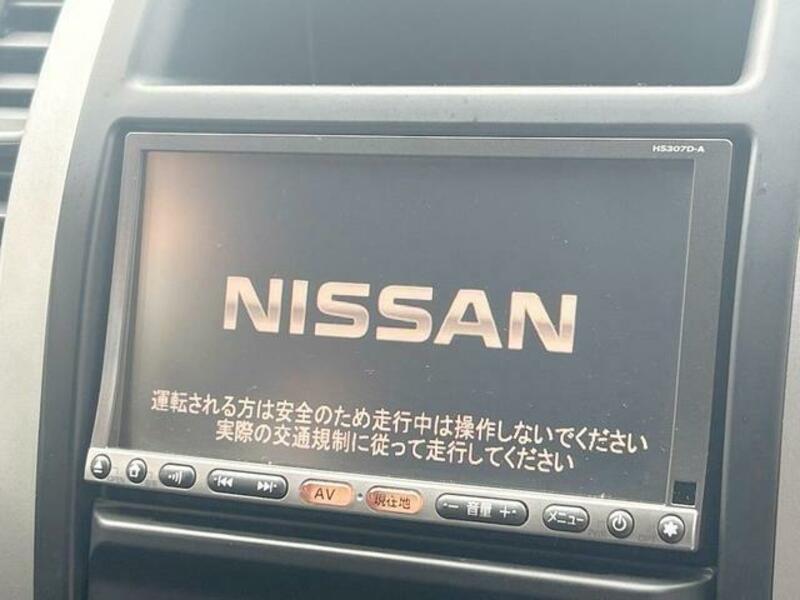 HS307D-A
NISSAN
運転される方は安全のため走行中は操作しないでください
実際の交通規制に従って走行してください
AV 現在地 - 音量 + メニュー